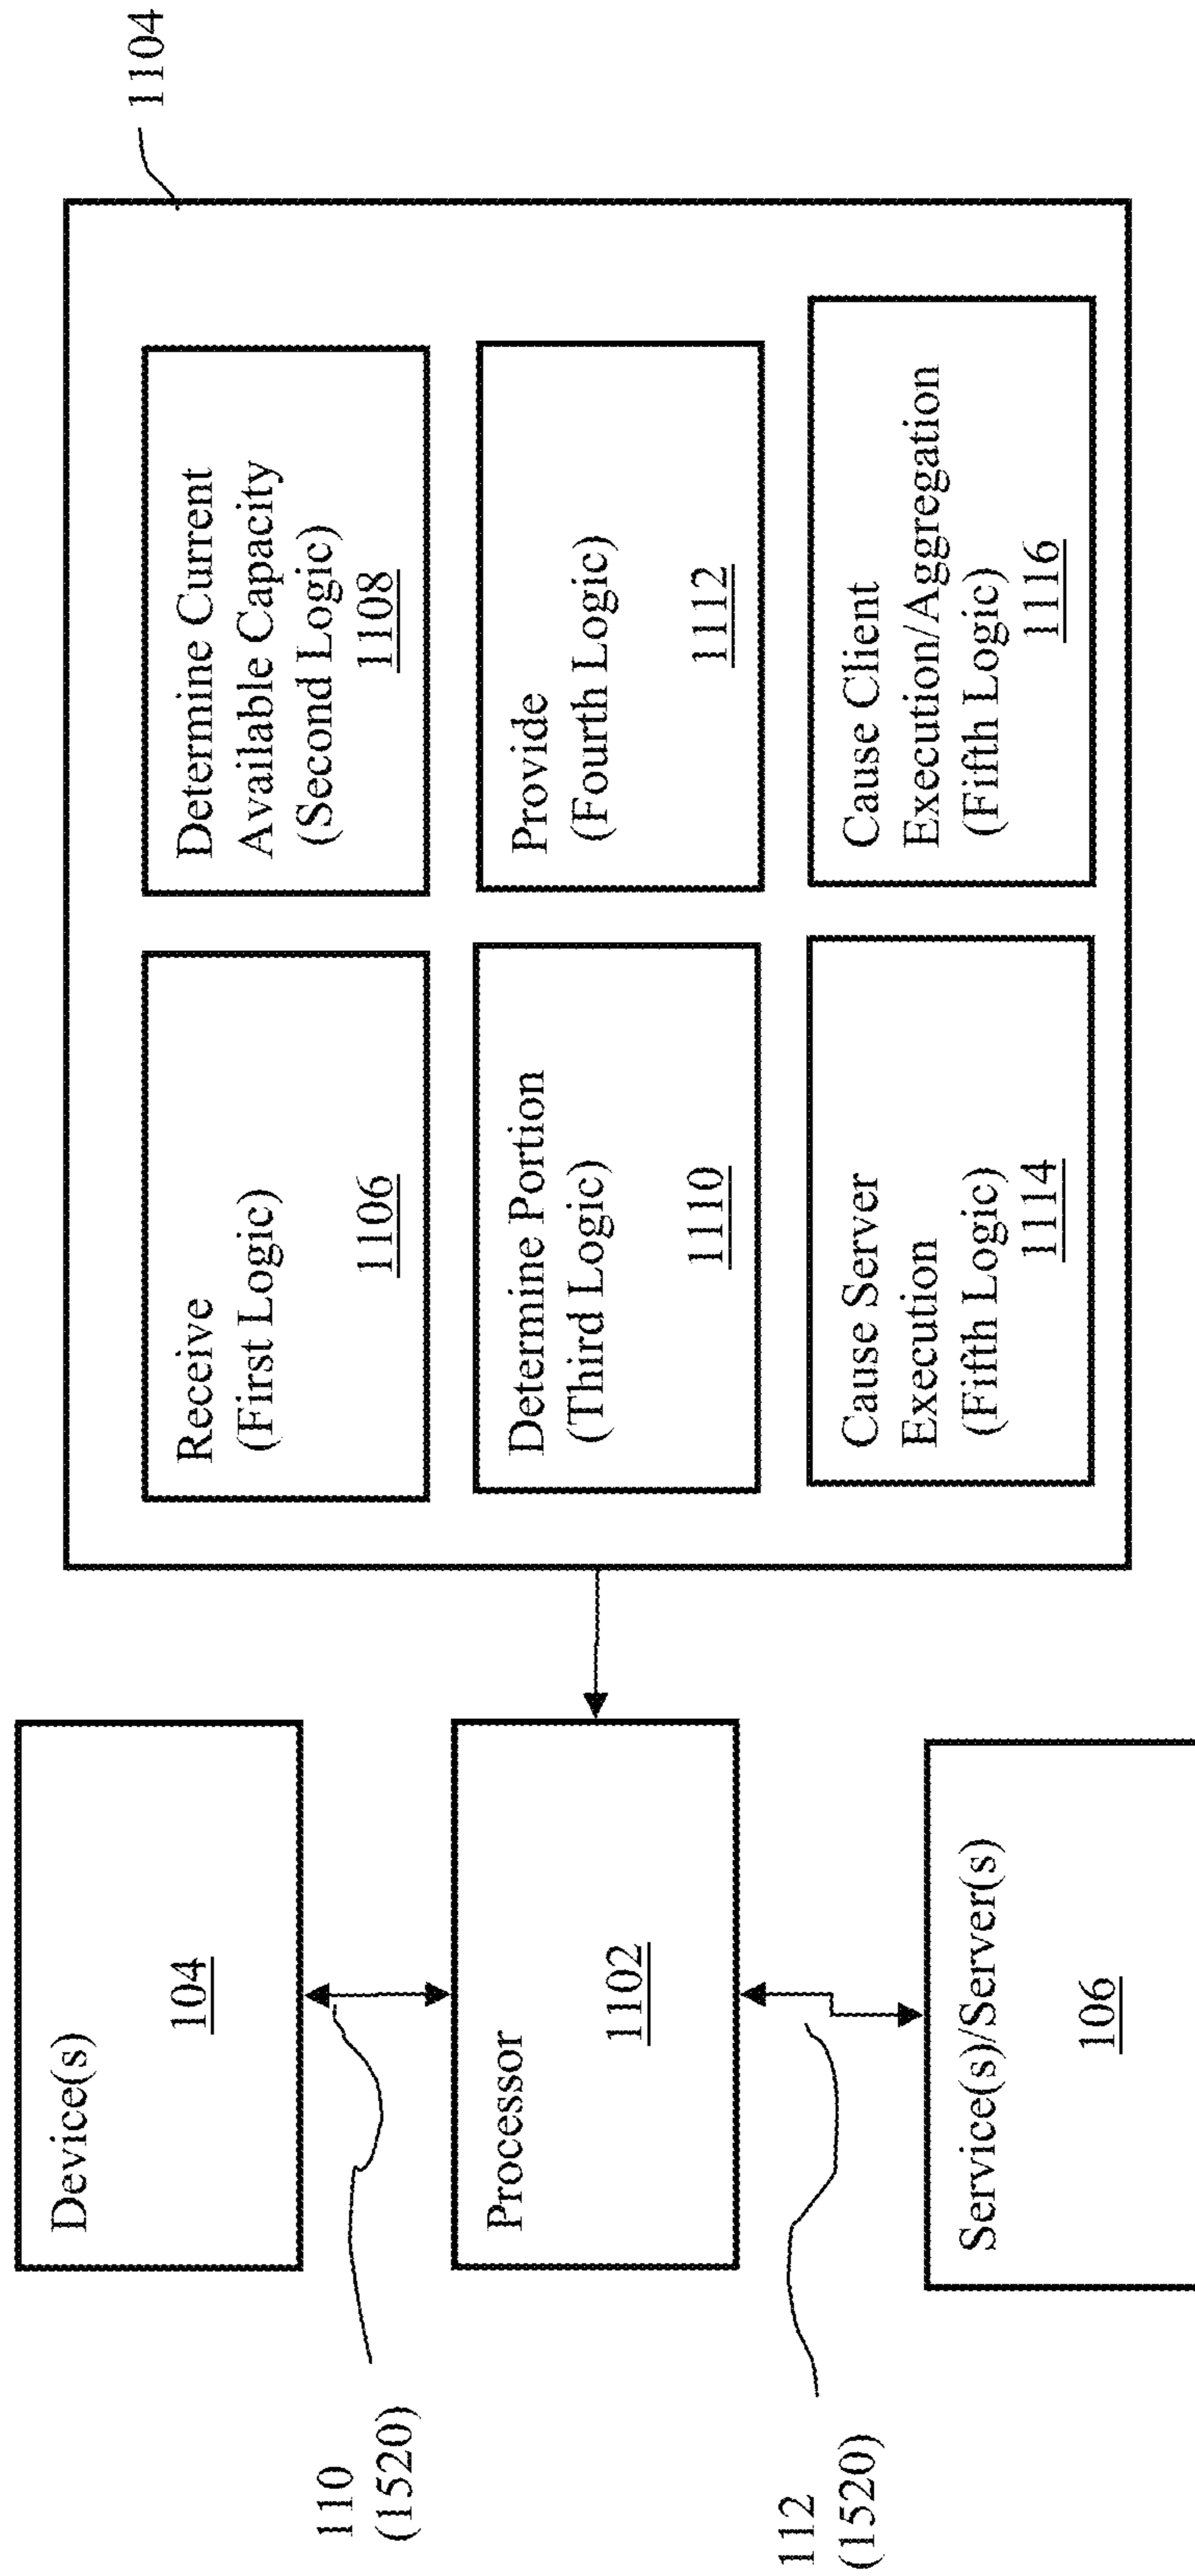 Device(s)
104
110
(1520)
Processor
1102
112
(1520)
Service(s)/Server(s)
106
1104
Receive
(First Logic)
1106
Determine Current
Available Capacity
(Second Logic)
1108
Determine Portion
(Third Logic)
1110
Provide
(Fourth Logic)
1112
Cause Server
Execution
(Fifth Logic)
1114
Cause Client
Execution/Aggregation
(Fifth Logic)
1116